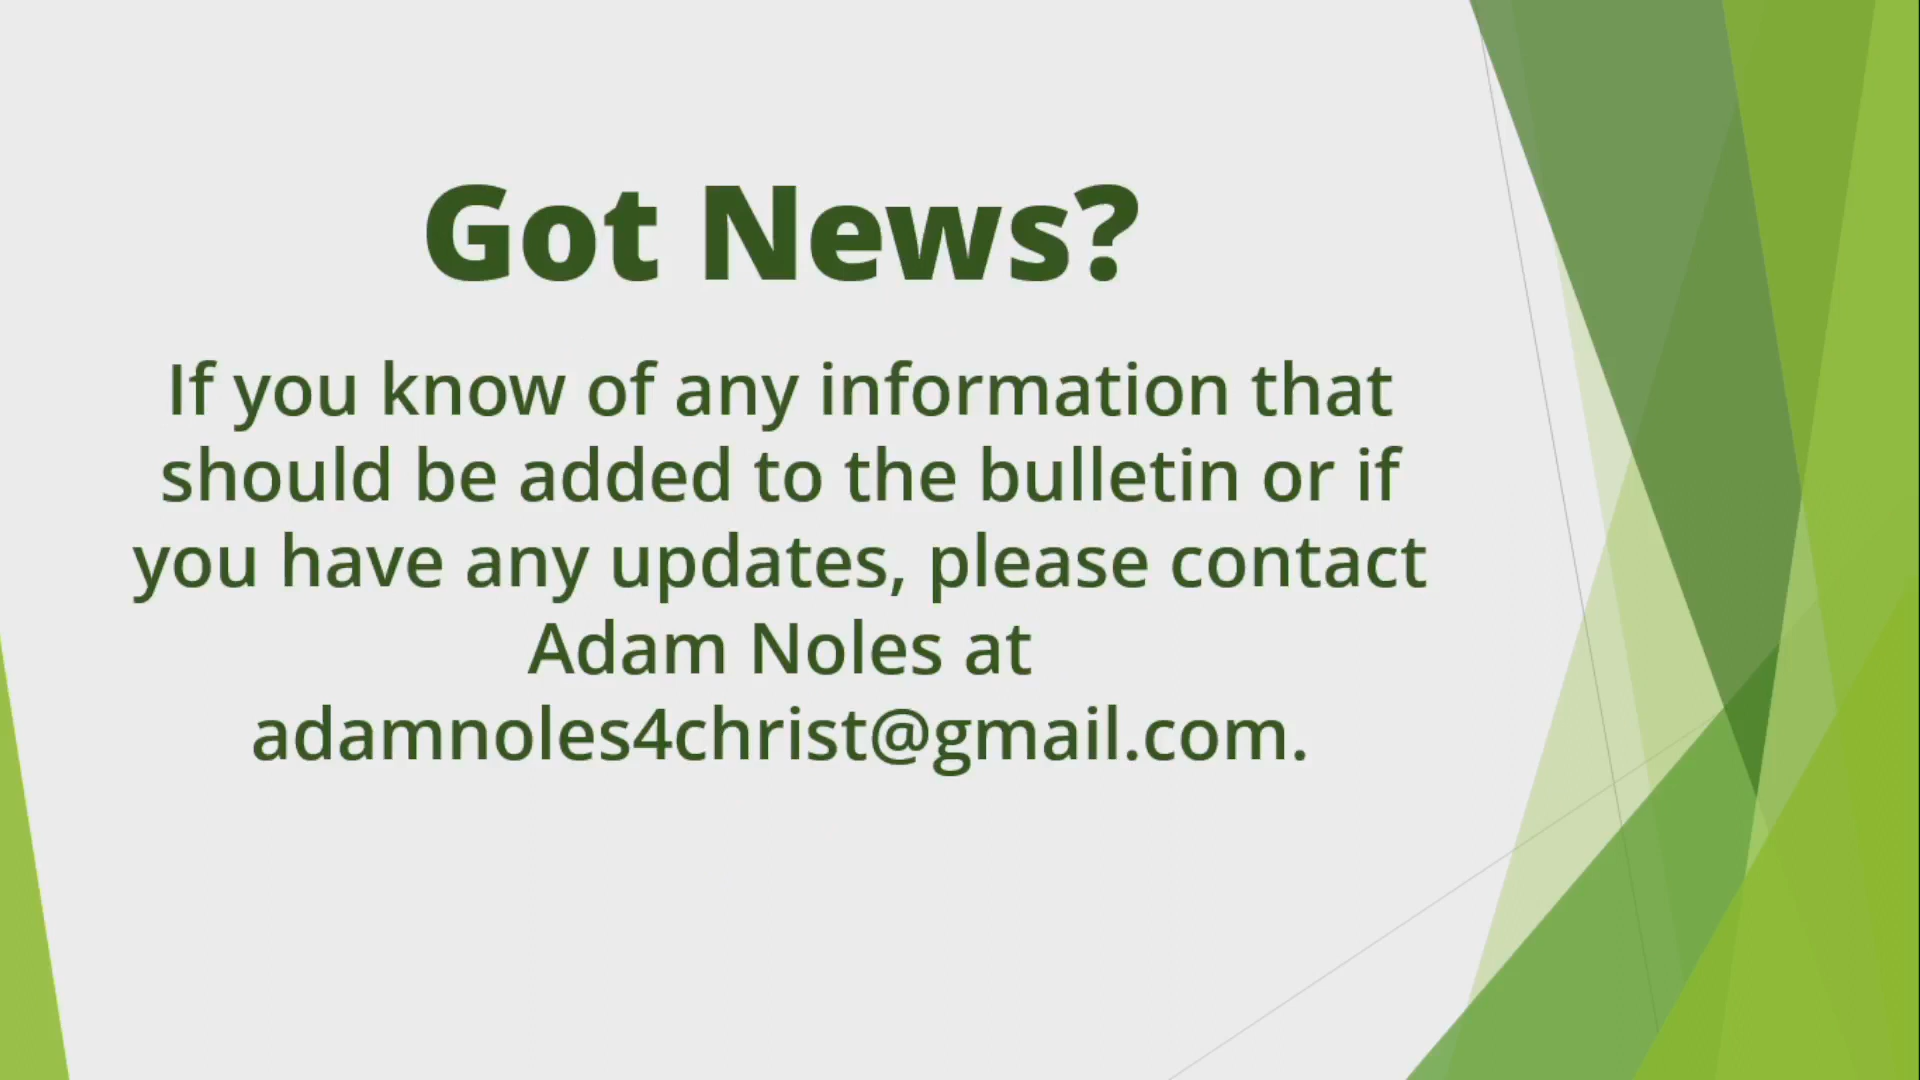 Got News?
If you know of any information that
should be added to the bulletin or if
you have any updates, please contact
Adam Noles at
adamnoles4christ@gmail.com.